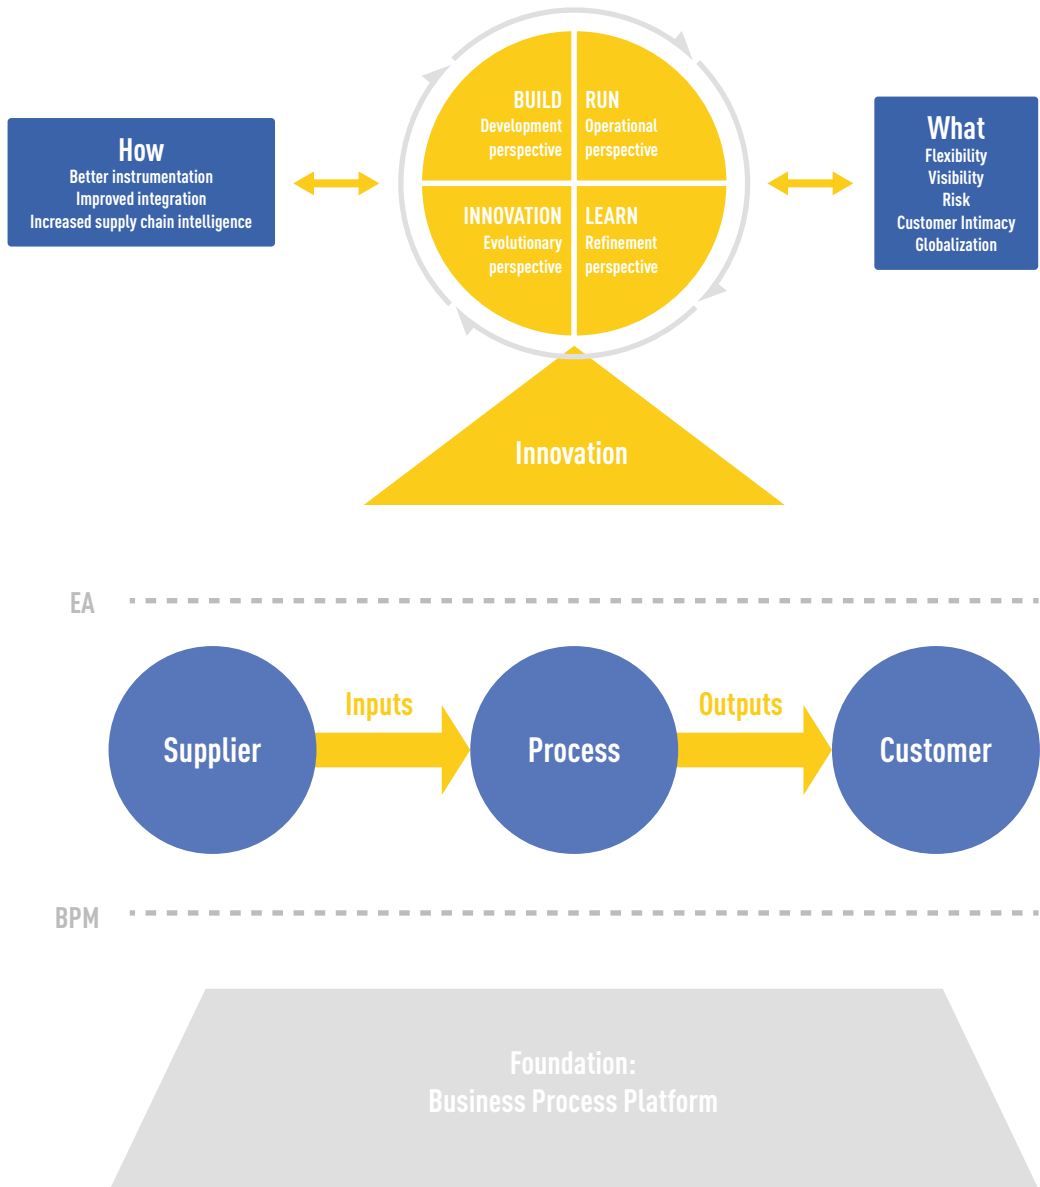 How
Better instrumentation
Improved integration
Increased supply chain intelligence
BUILD
Development
perspective
RUN
Operational
perspective
INNOVATION
Evolutionary
perspective
LEARN
Refinement
perspective
What
Flexibility
Visibility
Risk
Customer Intimacy
Globalization
Innovation
EA
Supplier
Inputs
Process
Outputs
Customer
BPM
Foundation:
Business Process Platform